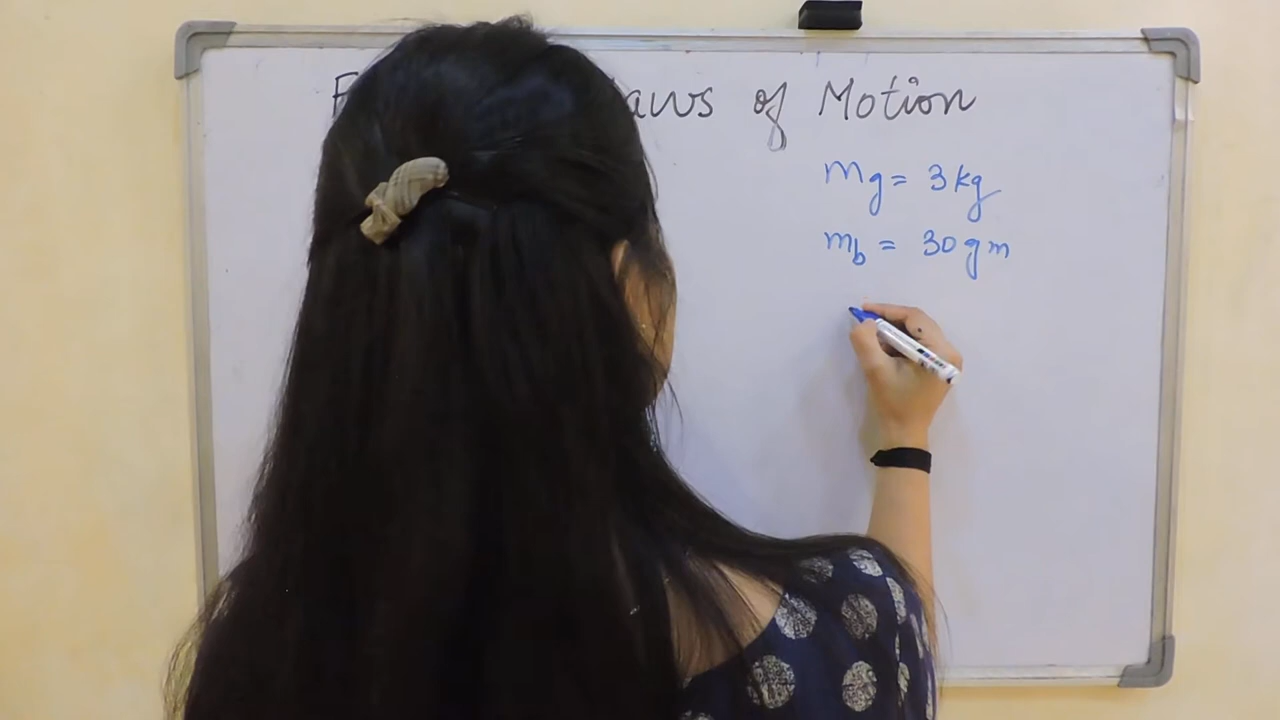 of Motion
Mg = 3 kg
mb = 30 gm